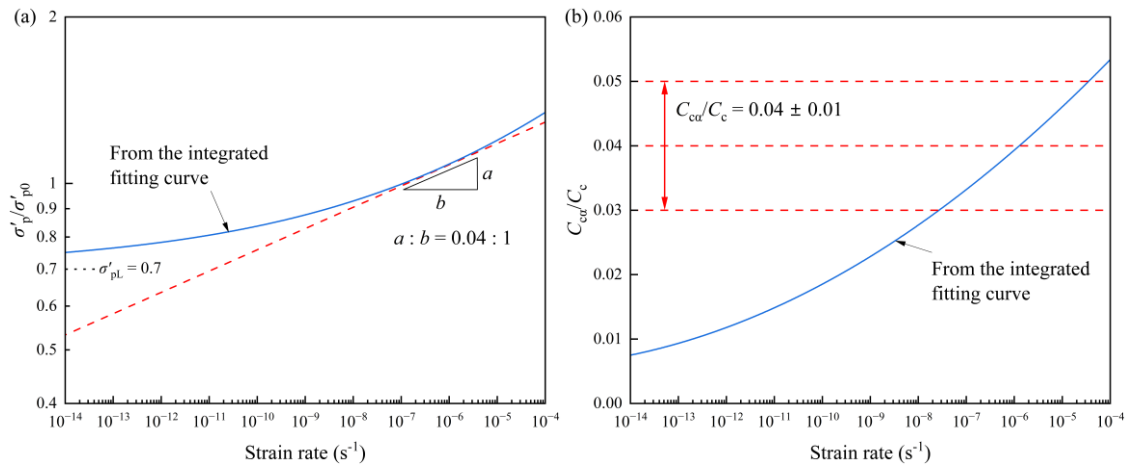 (a)
2
1
0.9
0.8
0.7
0.6
0.5
0.4
σ′p/σ′p0
From the integrated
fitting curve
a
b
a : b = 0.04 : 1
σ′pL = 0.7
10⁻¹⁴ 10⁻¹³ 10⁻¹² 10⁻¹¹ 10⁻¹⁰ 10⁻⁹ 10⁻⁸ 10⁻⁷ 10⁻⁶ 10⁻⁵ 10⁻⁴
Strain rate (s⁻¹)
(b)
0.06
0.05
0.04
0.03
0.02
0.01
0.00
Ccα/Cc
Ccα/Cc = 0.04 ± 0.01
From the integrated
fitting curve
10⁻¹⁴ 10⁻¹³ 10⁻¹² 10⁻¹¹ 10⁻¹⁰ 10⁻⁹ 10⁻⁸ 10⁻⁷ 10⁻⁶ 10⁻⁵ 10⁻⁴
Strain rate (s⁻¹)